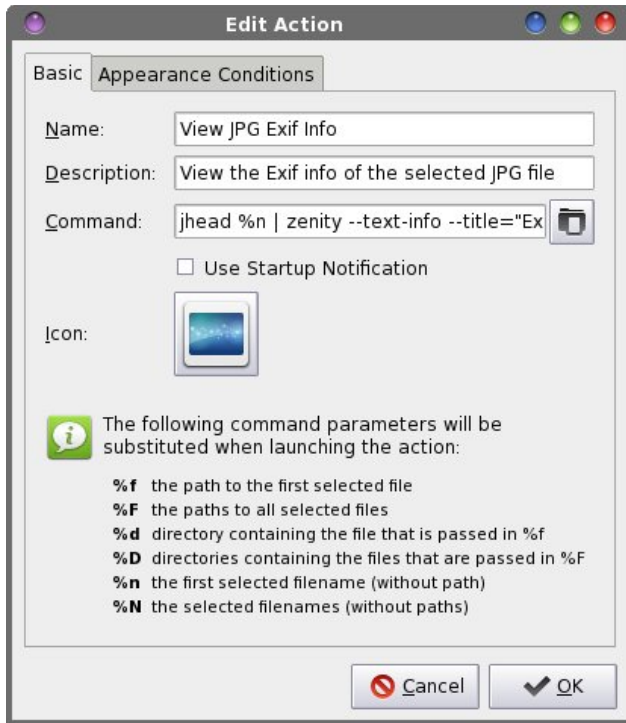 Edit Action
Basic
Appearance Conditions
Name:
View JPG Exif Info
Description:
View the Exif info of the selected JPG file
Command:
jhead %n | zenity --text-info --title="Ex
Use Startup Notification
Icon:
The following command parameters will be
substituted when launching the action:
%f the path to the first selected file
%F the paths to all selected files
%d directory containing the file that is passed in %f
%D directories containing the files that are passed in %F
%n the first selected filename (without path)
%N the selected filenames (without paths)
Cancel
OK